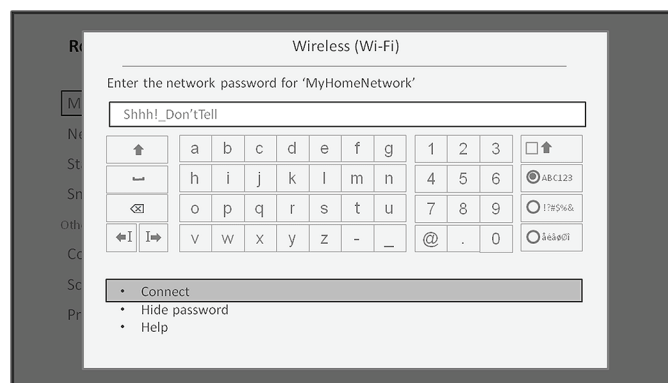 Wireless (Wi-Fi)
Enter the network password for ‘MyHomeNetwork’
Shhh!_Don’tTell
a b c d e f g 1 2 3
h i j k l m n 4 5 6 ABC123
o p q r s t u 7 8 9 !?#$%&
v w x y z - _ @ . 0
• Connect
• Hide password
• Help